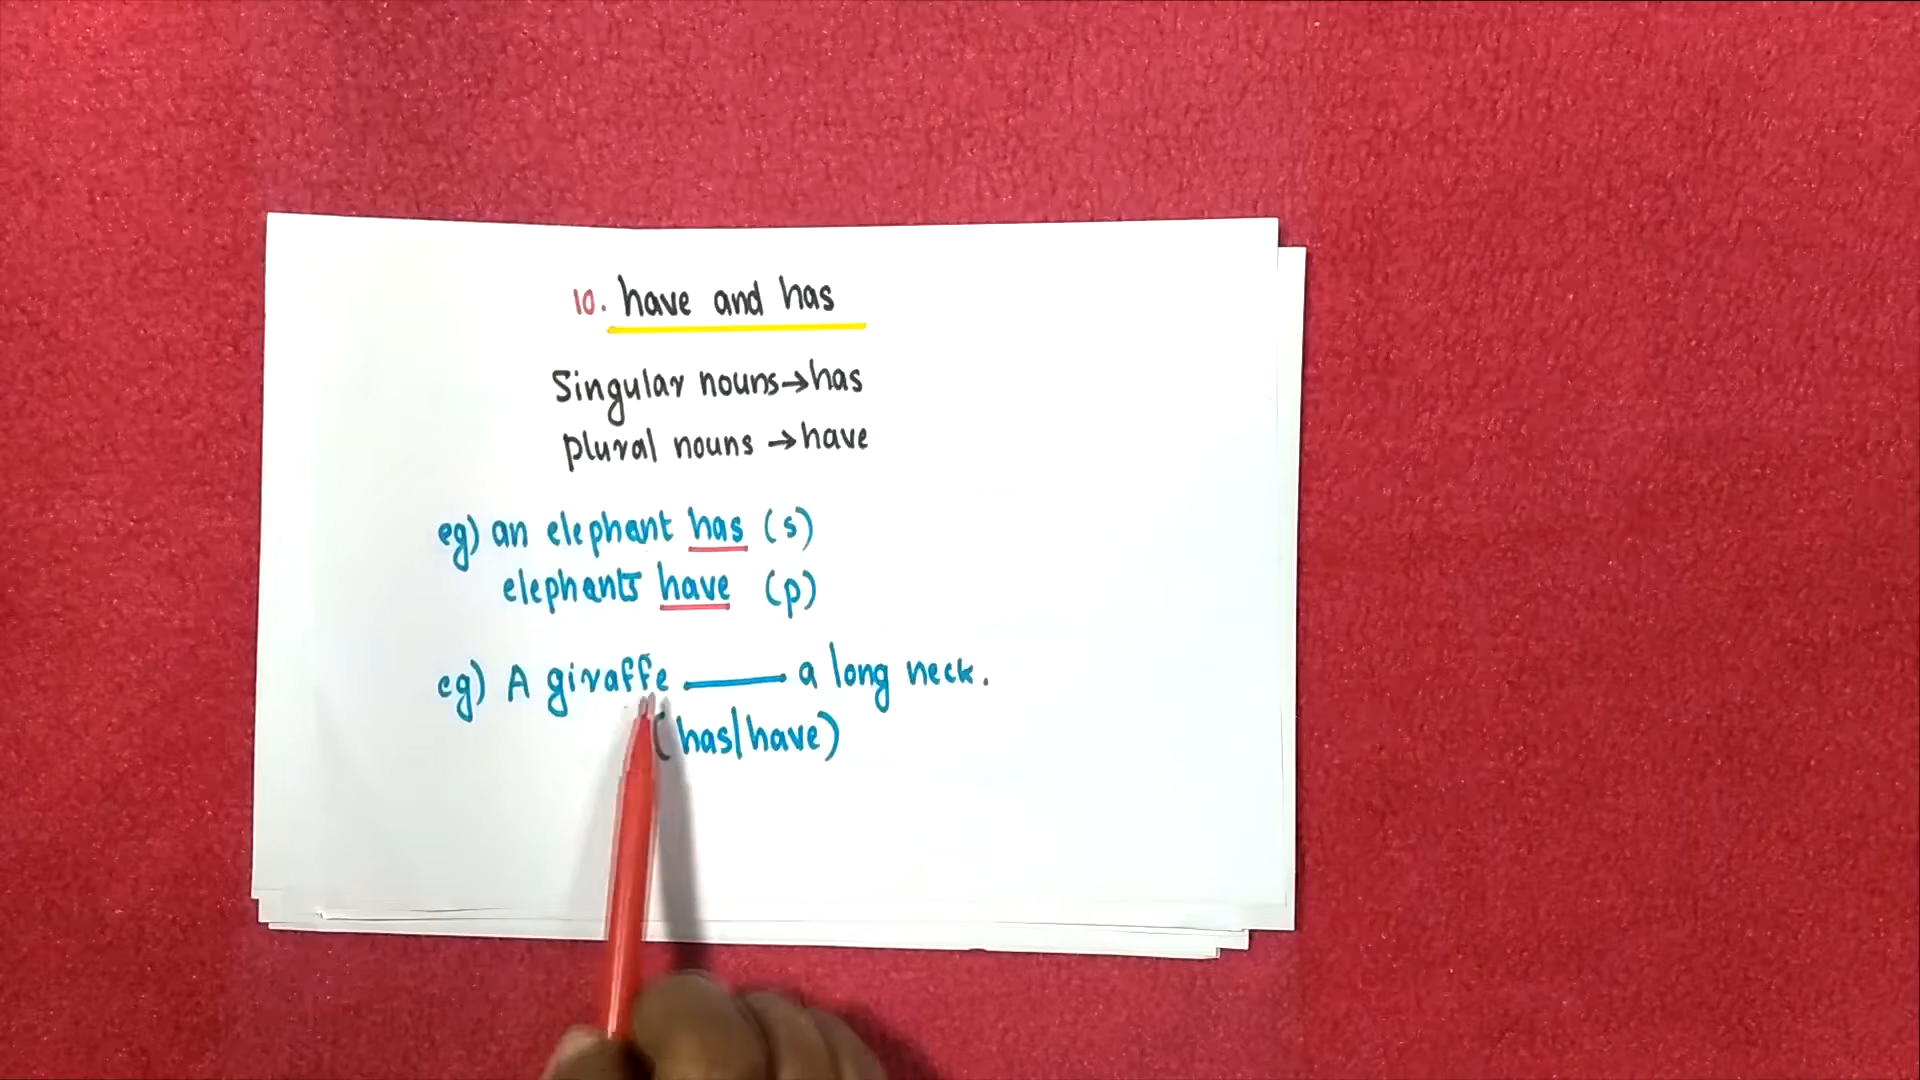 10. have and has
Singular nouns→has
plural nouns →have
eg) an elephant has (s)
elephants have (p)
eg) A giraffe ____ a long neck.
(has/have)